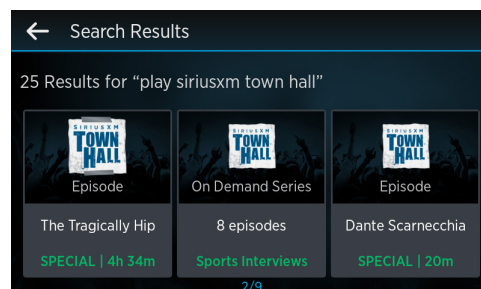 Search Results
25 Results for “play siriusxm town hall”
SIRIUSXM
TOWN
HALL
Episode
The Tragically Hip
SPECIAL | 4h 34m
SIRIUSXM
TOWN
HALL
On Demand Series
8 episodes
Sports Interviews
SIRIUSXM
TOWN
HALL
Episode
Dante Scarnecchia
SPECIAL | 20m
2/9